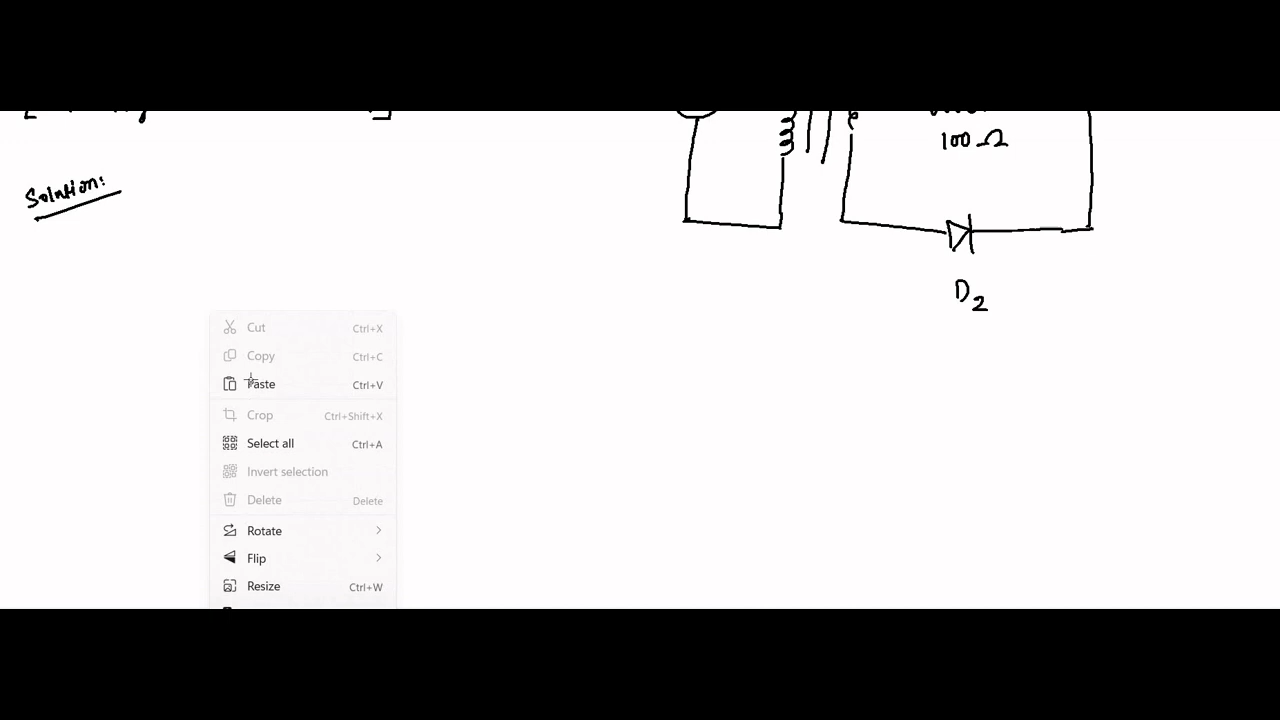 100 Ω
Solution:
D2
Cut Ctrl+X
Copy Ctrl+C
Paste Ctrl+V
Crop Ctrl+Shift+X
Select all Ctrl+A
Invert selection
Delete Delete
Rotate
Flip
Resize Ctrl+W